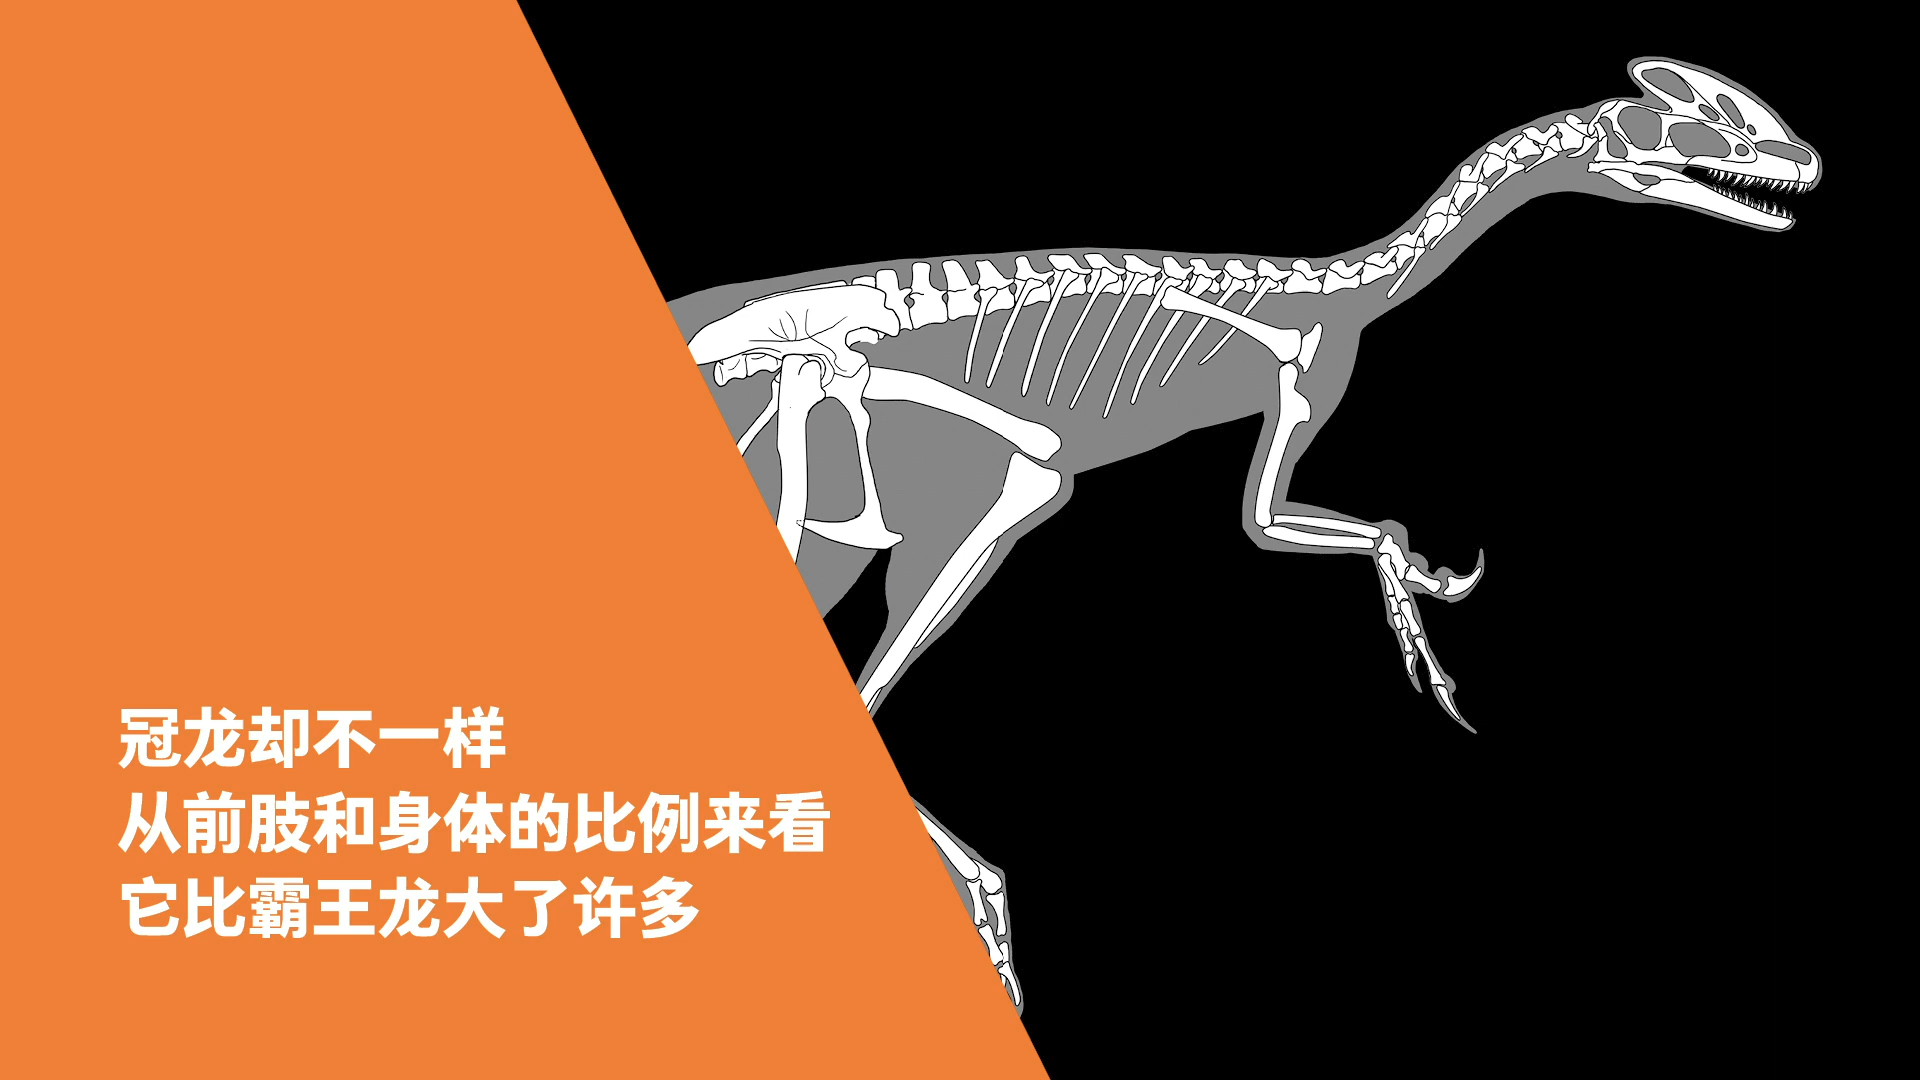 冠龙却不一样
从前肢和身体的比例来看
它比霸王龙大了许多